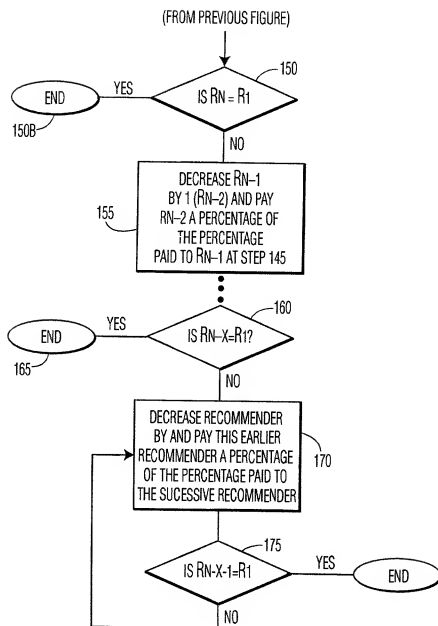 (FROM PREVIOUS FIGURE)
150
IS RN = R1
YES
END
150B
NO
DECREASE RN–1
BY 1 (RN–2) AND PAY
RN–2 A PERCENTAGE OF
THE PERCENTAGE
PAID TO RN–1 AT STEP 145
155
160
IS RN–X=R1?
YES
END
165
NO
DECREASE RECOMMENDER
BY AND PAY THIS EARLIER
RECOMMENDER A PERCENTAGE
OF THE PERCENTAGE PAID TO
THE SUCESSIVE RECOMMENDER
170
175
IS RN-X-1=R1
YES
END
NO